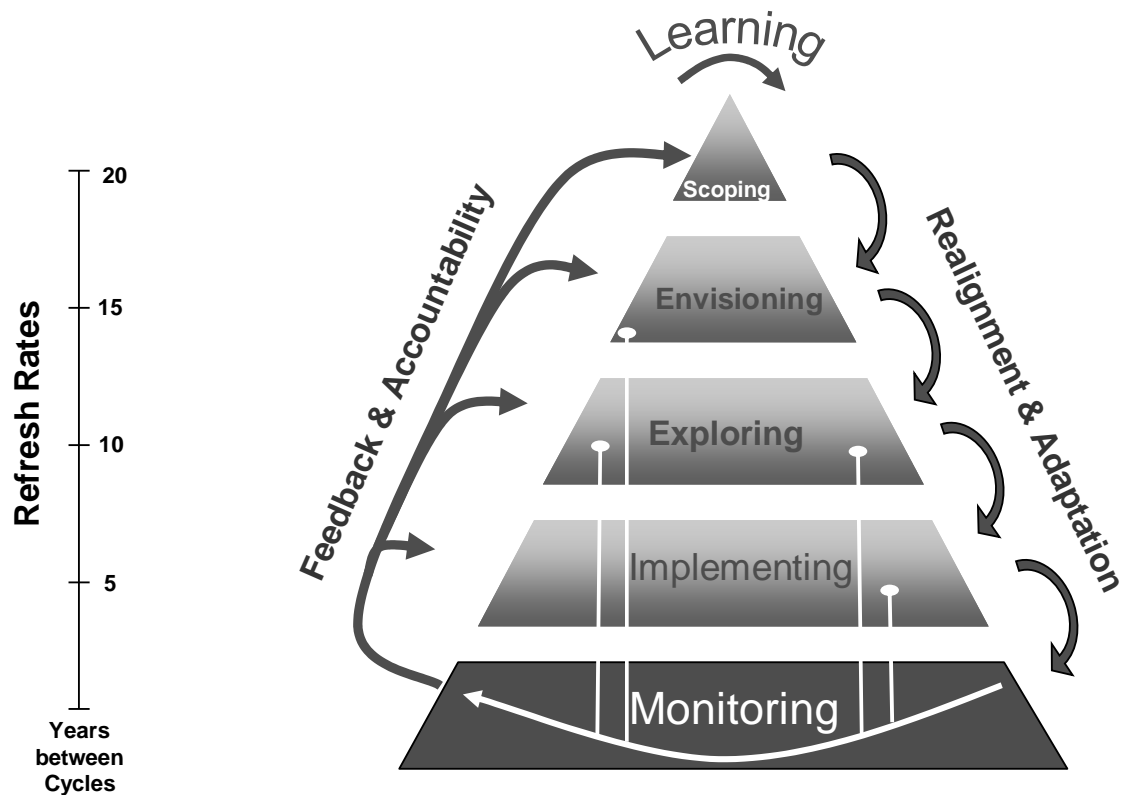 Learning
20
Scoping
Feedback & Accountability
Realignment & Adaptation
15
Envisioning
Refresh Rates
10
Exploring
5
Implementing
Monitoring
Years
between
Cycles